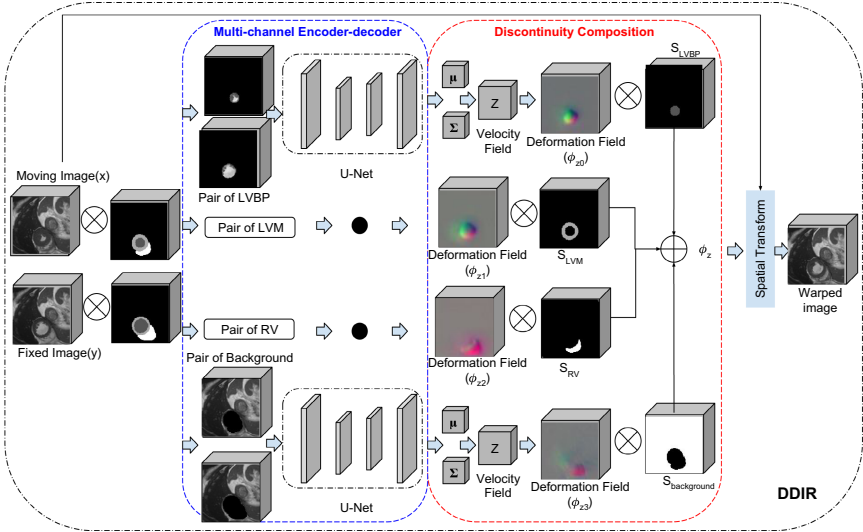 Multi-channel Encoder-decoder
Discontinuity Composition
S_LVBP
μ
Σ
Z
Velocity
Field
Deformation Field
(ϕ_z0)
U-Net
Pair of LVBP
Moving Image(x)
Pair of LVM
Deformation Field
(ϕ_z1)
S_LVM
ϕ_z
Spatial Transform
Warped
image
Fixed Image(y)
Pair of RV
Deformation Field
(ϕ_z2)
S_RV
Pair of Background
μ
Σ
Z
Velocity
Field
Deformation Field
(ϕ_z3)
S_background
U-Net
DDIR